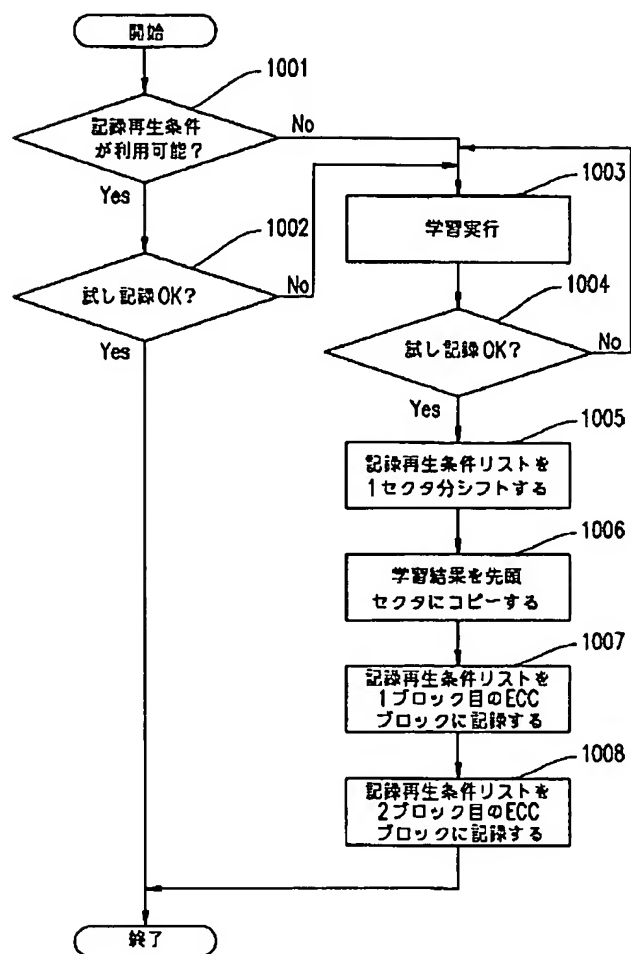 開始
1001
記録再生条件
が利用可能?
No
Yes
1002
試し記録OK?
No
Yes
1003
学習実行
1004
試し記録OK?
No
Yes
1005
記録再生条件リストを
1セクタ分シフトする
1006
学習結果を先頭
セクタにコピーする
1007
記録再生条件リストを
1ブロック目のECC
ブロックに記録する
1008
記録再生条件リストを
2ブロック目のECC
ブロックに記録する
終了